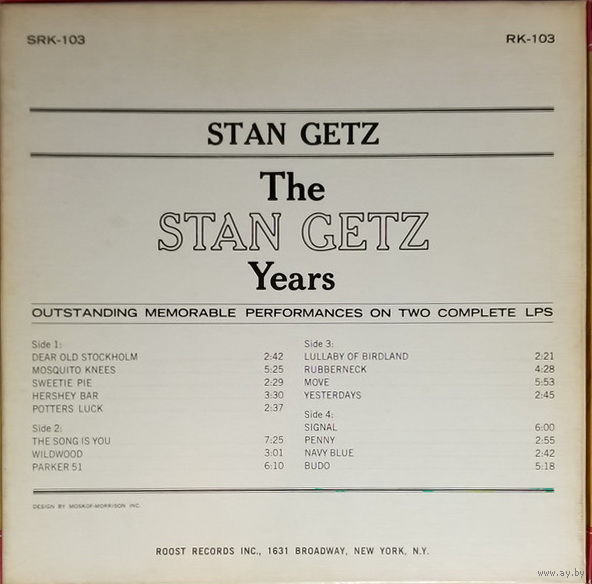 SRK-103 RK-103
STAN GETZ
The
STAN GETZ
Years
OUTSTANDING MEMORABLE PERFORMANCES ON TWO COMPLETE LPS
Side 1:
DEAR OLD STOCKHOLM 2:42
MOSQUITO KNEES 5:25
SWEETIE PIE 2:29
HERSHEY BAR 3:30
POTTERS LUCK 2:37
Side 2:
THE SONG IS YOU 7:25
WILDWOOD 3:01
PARKER 51 6:10
Side 3:
LULLABY OF BIRDLAND 2:21
RUBBERNECK 4:28
MOVE 5:53
YESTERDAYS 2:45
Side 4:
SIGNAL 6:00
PENNY 2:55
NAVY BLUE 2:42
BUDO 5:18
DESIGN BY MOSKOF-MORRISON INC.
ROOST RECORDS INC., 1631 BROADWAY, NEW YORK, N.Y.
www.ay.by